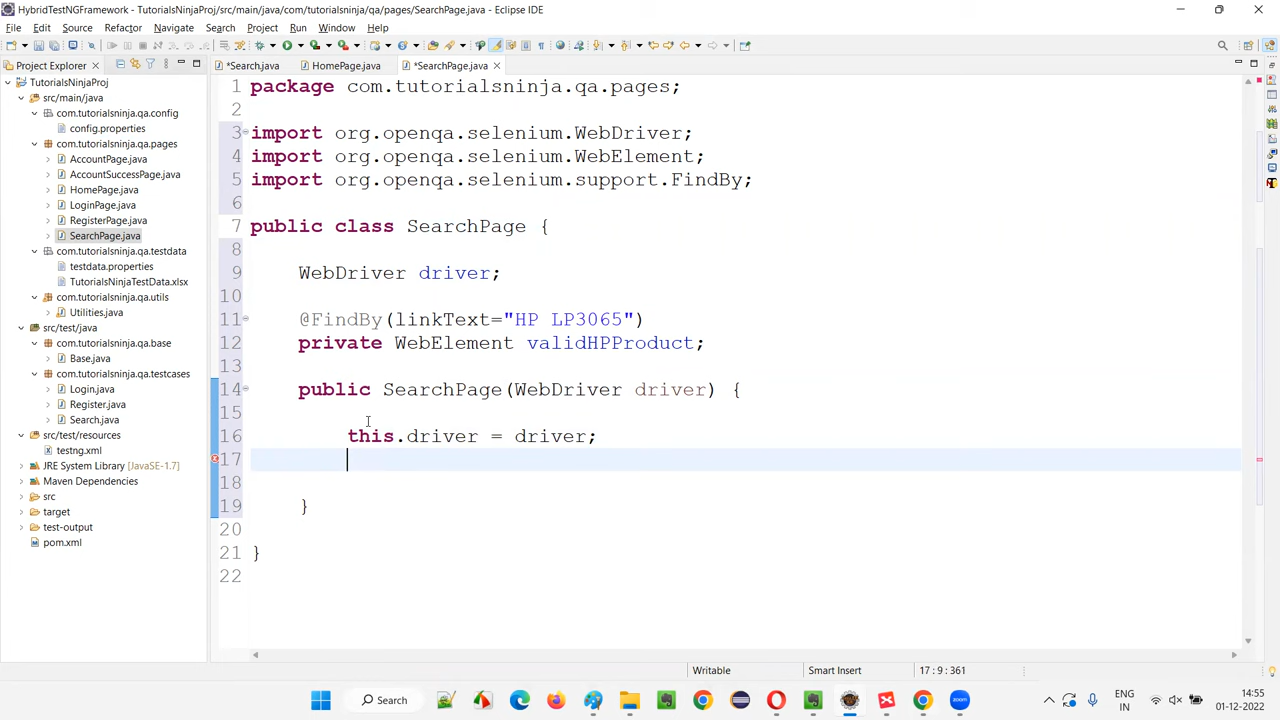 HybridTestNGFramework - TutorialsNinjaProj/src/main/java/com/tutorialsninja/qa/pages/SearchPage.java - Eclipse IDE
File Edit Source Refactor Navigate Search Project Run Window Help
Project Explorer
*Search.java HomePage.java *SearchPage.java
TutorialsNinjaProj
src/main/java
com.tutorialsninja.qa.config
config.properties
com.tutorialsninja.qa.pages
AccountPage.java
AccountSuccessPage.java
HomePage.java
LoginPage.java
RegisterPage.java
SearchPage.java
com.tutorialsninja.qa.testdata
testdata.properties
TutorialsNinjaTestData.xlsx
com.tutorialsninja.qa.utils
Utilities.java
src/test/java
com.tutorialsninja.qa.base
Base.java
com.tutorialsninja.qa.testcases
Login.java
Register.java
Search.java
src/test/resources
testng.xml
JRE System Library [JavaSE-1.7]
Maven Dependencies
src
target
test-output
pom.xml
1 package com.tutorialsninja.qa.pages;
2
3 import org.openqa.selenium.WebDriver;
4 import org.openqa.selenium.WebElement;
5 import org.openqa.selenium.support.FindBy;
6
7 public class SearchPage {
8
9 WebDriver driver;
10
11 @FindBy(linkText="HP LP3065")
12 private WebElement validHPProduct;
13
14 public SearchPage(WebDriver driver) {
15
16 this.driver = driver;
17
18
19 }
20
21 }
22
Writable Smart Insert 17 : 9 : 361
Search
ENG
IN
14:55
01-12-2022